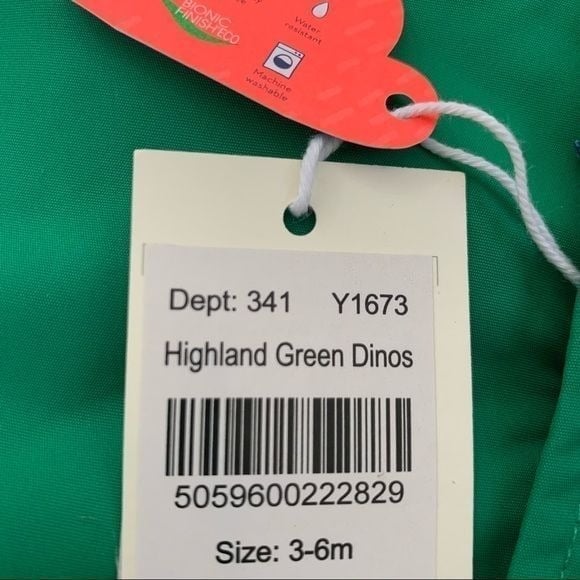 BIONIC
FINISH ECO
Water
resistant
Machine
washable
Dept: 341 Y1673
Highland Green Dinos
5059600222829
Size: 3-6m